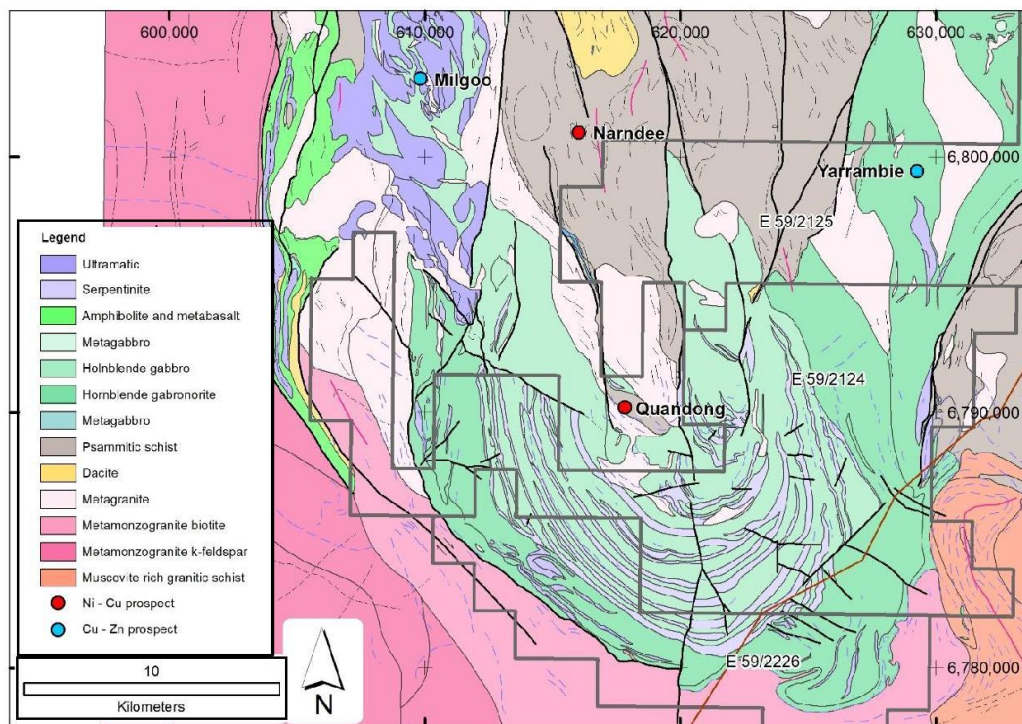 600,000
610,000
620,000
630,000
Milgoo
Narndee
6,800,000
Yarrambie
E 59/2125
Legend
Ultramatic
Serpentinite
Amphibolite and metabasalt
Metagabbro
Holnblende gabbro
Hornblende gabronorite
Metagabbro
Psammitic schist
Dacite
Metagranite
Metamonzogranite biotite
Metamonzogranite k-feldspar
Muscovite rich granitic schist
Ni - Cu prospect
Cu - Zn prospect
E 59/2124
Quandong
6,790,000
10
Kilometers
N
E 59/2226
6,780,000